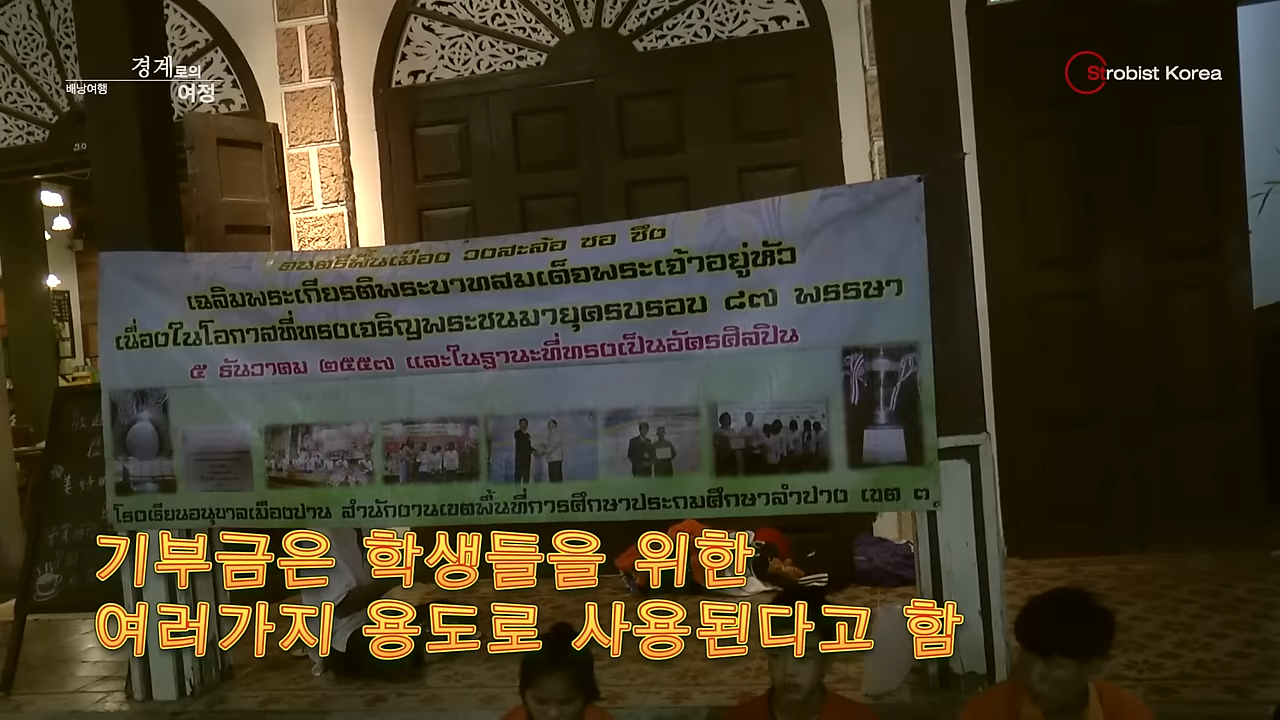 경계로의
배낭여행 여정
Strobist Korea
ดนตรีพื้นเมือง วงสะล้อ ซอ ซึง
เฉลิมพระเกียรติพระบาทสมเด็จพระเจ้าอยู่หัว
เนื่องในโอกาสที่ทรงเจริญพระชนมายุครบรอบ ๘๗ พรรษา
๕ ธันวาคม ๒๕๕๗ และในฐานะที่ทรงเป็นอัครศิลปิน
โรงเรียนอนุบาลเมืองปาน สำนักงานเขตพื้นที่การศึกษาประถมศึกษาลำปาง เขต ๓
기부금은 학생들을 위한
여러가지 용도로 사용된다고 함